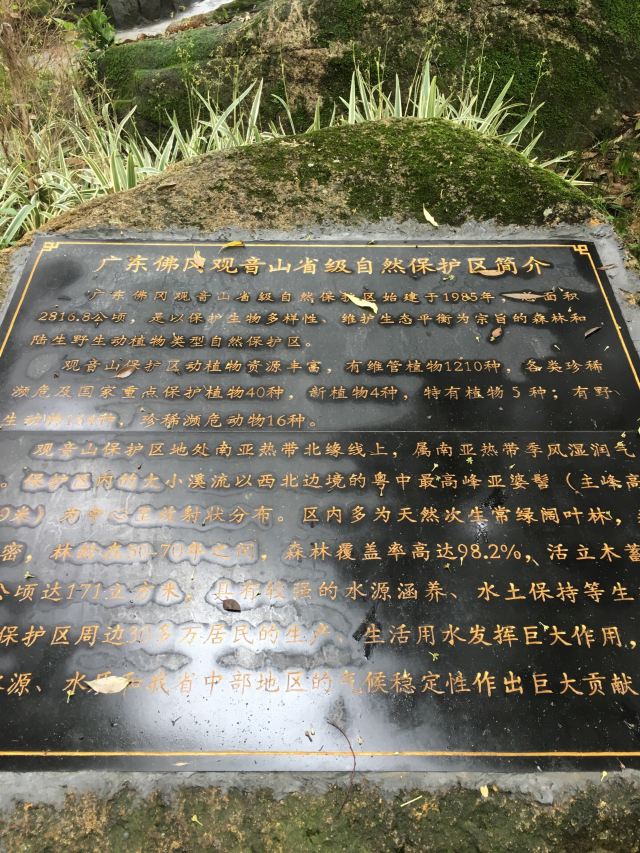 广东佛冈观音山省级自然保护区简介
广东佛冈观音山省级自然保护区始建于1985年，面积
2816.8公顷，是以保护生物多样性、维护生态平衡为宗旨的森林和
陆生野生动植物类型自然保护区。
观音山保护区动植物资源丰富，有维管植物1210种，各类珍稀
濒危及国家重点保护植物40种，新植物4种，特有植物5种；有野
生动物184种，珍稀濒危动物16种。
观音山保护区地处南亚热带北缘线上，属南亚热带季风湿润气
。保护区内的大小溪流以西北边境的粤中最高峰亚婆髻（主峰高
9米）为中心呈放射状分布。区内多为天然次生常绿阔叶林，
密，林龄在50-70年之间，森林覆盖率高达98.2%，活立木蓄
公顷达171立方米，具有较强的水源涵养、水土保持等生
保护区周边30多万居民的生产、生活用水发挥巨大作用，
水源、水质和我省中部地区的气候稳定性作出巨大贡献